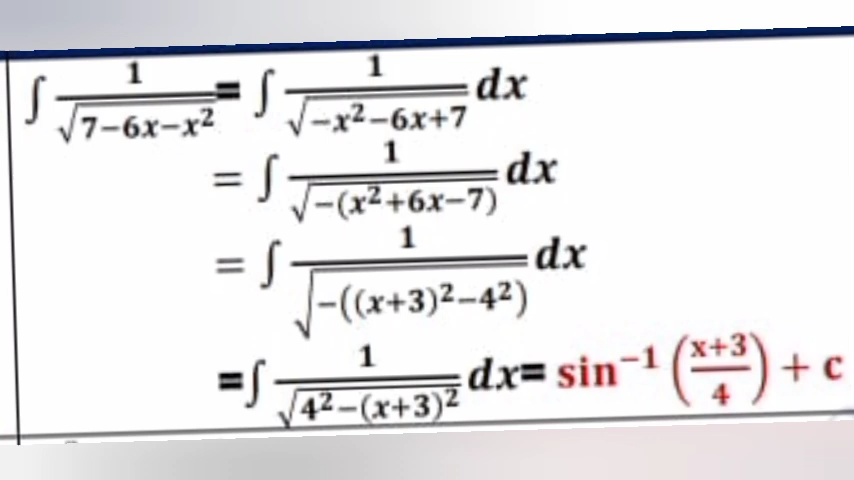 ∫ 1/√(7−6x−x²) = ∫ 1/√(−x²−6x+7) dx
= ∫ 1/√(−(x²+6x−7)) dx
= ∫ 1/√(−((x+3)²−4²)) dx
= ∫ 1/√(4²−(x+3)²) dx = sin⁻¹ ((x+3)/4) + c